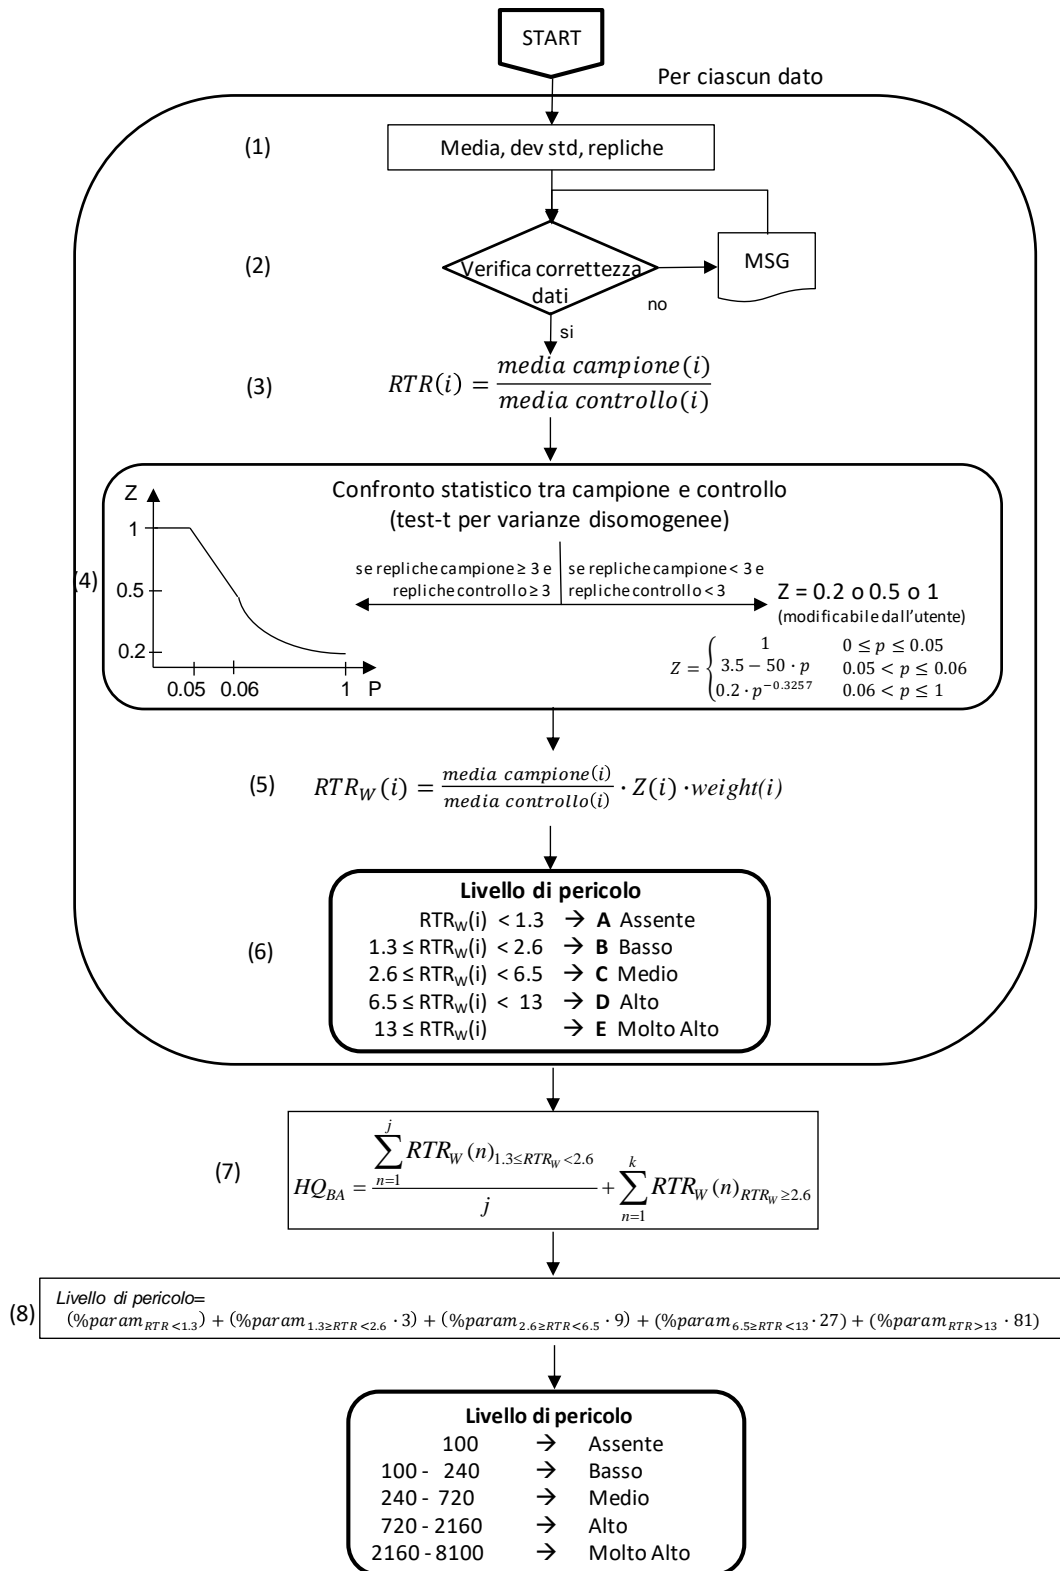 START
Per ciascun dato
(1)
Media, dev std, repliche
(2)
Verifica correttezza
dati
MSG
no
si
(3)
RTR(i) = media campione(i) / media controllo(i)
(4)
Confronto statistico tra campione e controllo
(test-t per varianze disomogenee)
Z
1
0.5
0.2
0.05 0.06 1 P
se repliche campione ≥ 3 e
repliche controllo ≥ 3
se repliche campione < 3 e
repliche controllo < 3
Z = 0.2 o 0.5 o 1
(modificabile dall'utente)
Z = { 1 0 ≤ p ≤ 0.05
3.5 − 50 · p 0.05 < p ≤ 0.06
0.2 · p^−0.3257 0.06 < p ≤ 1
(5)
RTR_W(i) = media campione(i) / media controllo(i) · Z(i) · weight(i)
(6)
Livello di pericolo
RTR_W(i) < 1.3 → A Assente
1.3 ≤ RTR_W(i) < 2.6 → B Basso
2.6 ≤ RTR_W(i) < 6.5 → C Medio
6.5 ≤ RTR_W(i) < 13 → D Alto
13 ≤ RTR_W(i) → E Molto Alto
(7)
HQ_BA = ∑_{n=1}^{j} RTR_W(n)_{1.3≤RTR_W<2.6} / j + ∑_{n=1}^{k} RTR_W(n)_{RTR_W≥2.6}
(8)
Livello di pericolo=
(%param_{RTR<1.3}) + (%param_{1.3≥RTR<2.6} · 3) + (%param_{2.6≥RTR<6.5} · 9) + (%param_{6.5≥RTR<13} · 27) + (%param_{RTR>13} · 81)
Livello di pericolo
100 → Assente
100 - 240 → Basso
240 - 720 → Medio
720 - 2160 → Alto
2160 - 8100 → Molto Alto